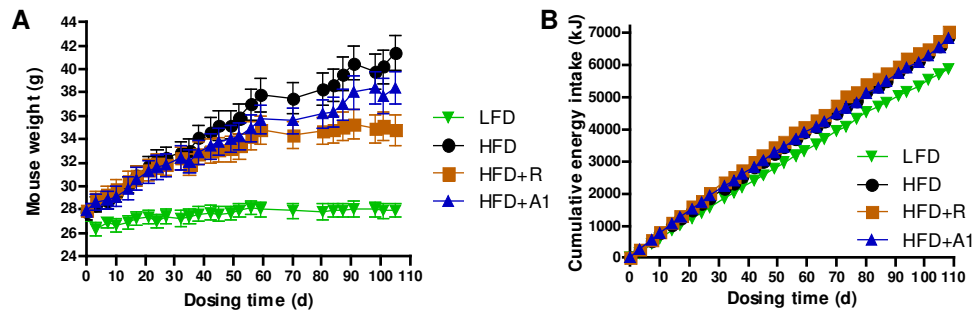 A
Mouse weight (g)
44
42
40
38
36
34
32
30
28
26
24
0 10 20 30 40 50 60 70 80 90 100 110
Dosing time (d)
LFD
HFD
HFD+R
HFD+A1
B
Cumulative energy intake (kJ)
7000
6000
5000
4000
3000
2000
1000
0
0 10 20 30 40 50 60 70 80 90 100 110
Dosing time (d)
LFD
HFD
HFD+R
HFD+A1